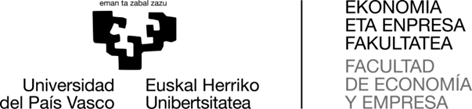 eman ta zabal zazu
Universidad
del País Vasco
Euskal Herriko
Unibertsitatea
EKONOMIA
ETA ENPRESA
FAKULTATEA
FACULTAD
DE ECONOMÍA
Y EMPRESA